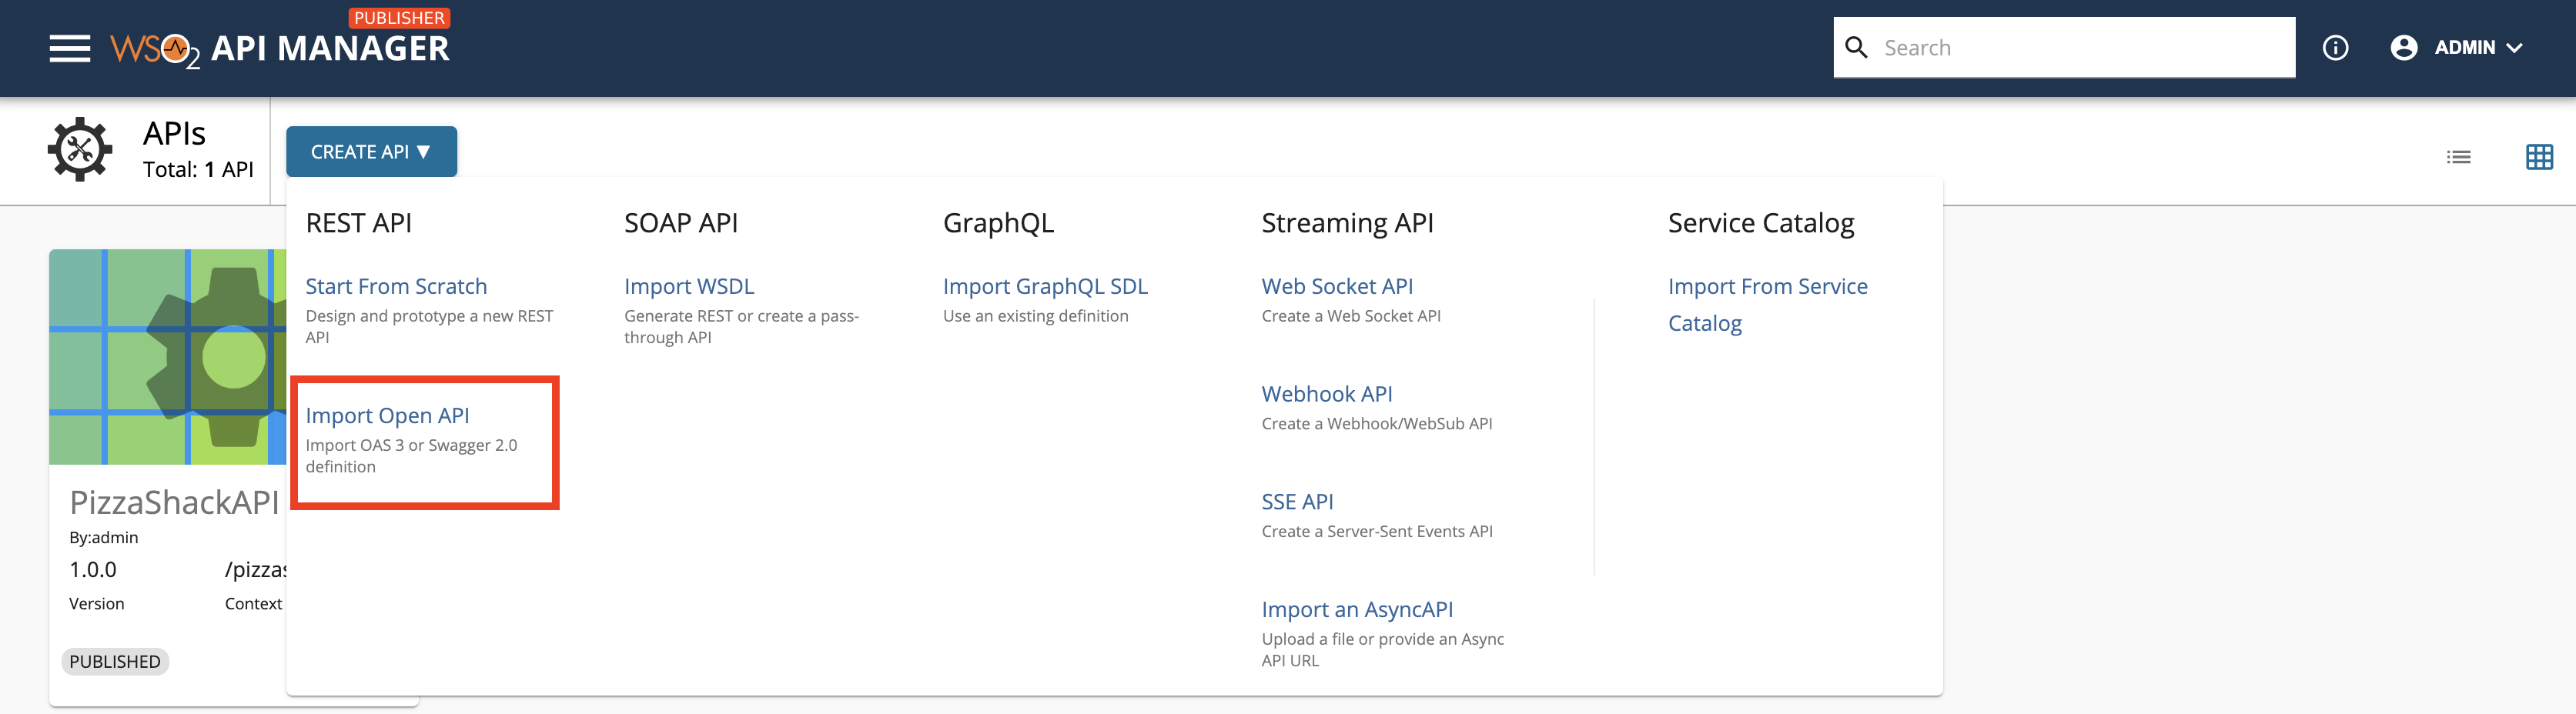 PUBLISHER
WSO2 API MANAGER
Search
ADMIN
APIs
Total: 1 API
CREATE API ▼
REST API
Start From Scratch
Design and prototype a new REST
API
Import Open API
Import OAS 3 or Swagger 2.0
definition
SOAP API
Import WSDL
Generate REST or create a pass-
through API
GraphQL
Import GraphQL SDL
Use an existing definition
Streaming API
Web Socket API
Create a Web Socket API
Webhook API
Create a Webhook/WebSub API
SSE API
Create a Server-Sent Events API
Import an AsyncAPI
Upload a file or provide an Async
API URL
Service Catalog
Import From Service
Catalog
PizzaShackAPI
By:admin
1.0.0
/pizzas
Version
Context
PUBLISHED